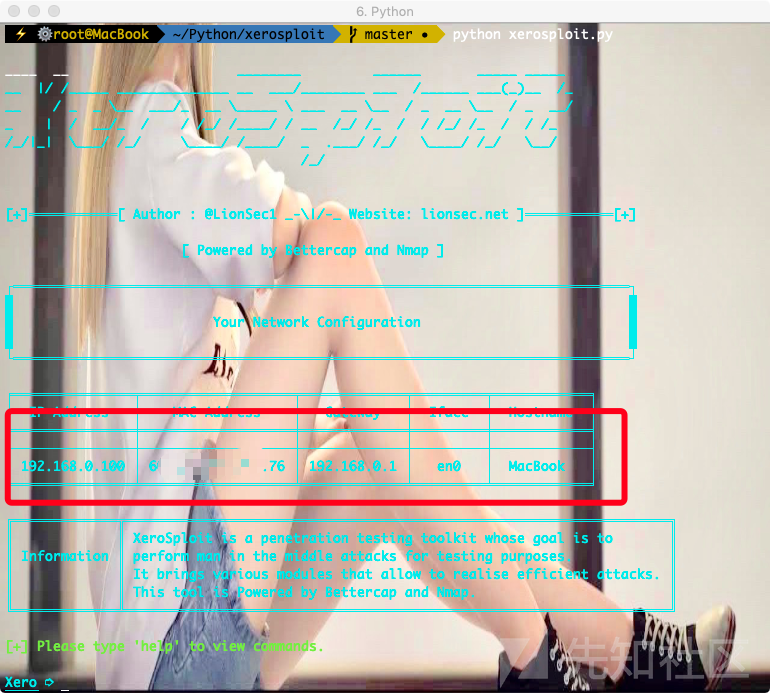 6. Python
root@MacBook ~/Python/xerosploit master ● python xerosploit.py
[+]══════════[ Author : @LionSec1 _-\|/-_ Website: lionsec.net ]══════════[+]
[ Powered by Bettercap and Nmap ]
Your Network Configuration
IP Address MAC Address Gateway Iface Hostname
192.168.0.100 6 .76 192.168.0.1 en0 MacBook
XeroSploit is a penetration testing toolkit whose goal is to
Information perform man in the middle attacks for testing purposes.
It brings various modules that allow to realise efficient attacks.
This tool is Powered by Bettercap and Nmap.
[+] Please type 'help' to view commands.
Xero ➮
先知社区